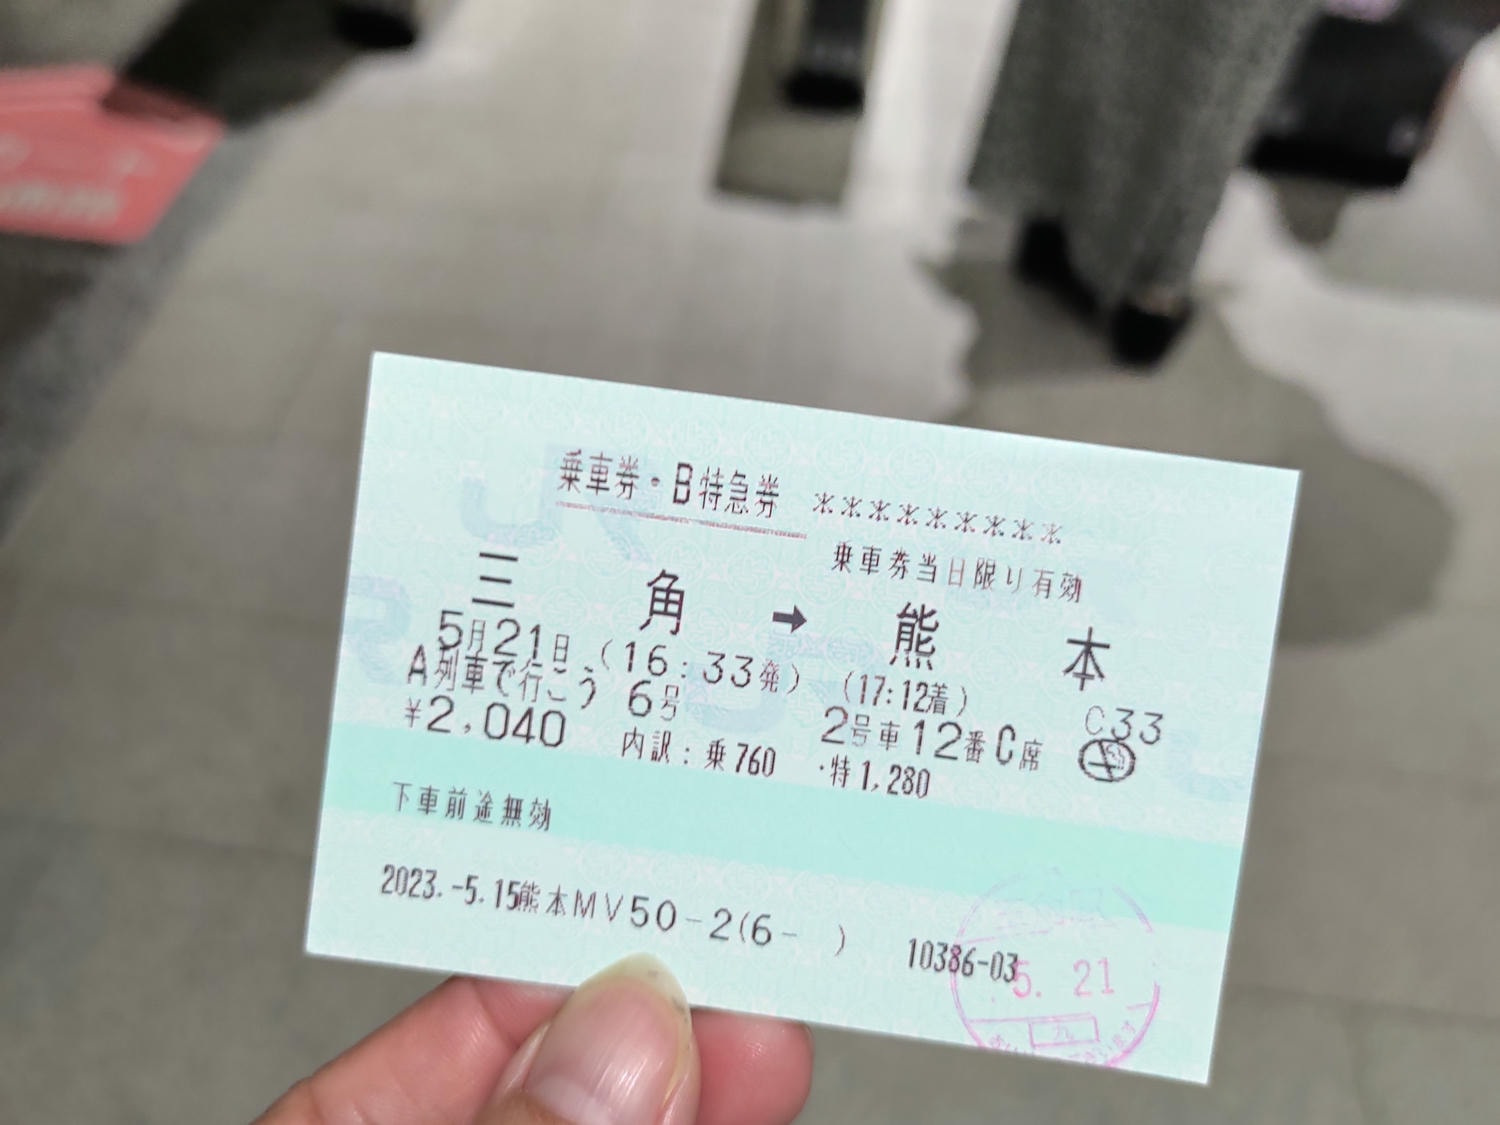 乗車券・B特急券 *********
乗車券当日限り有効
三角 ➡ 熊本
5月21日 (16:33発) (17:12着) C33
A列車で行こう 6号 2号車12番C席
¥2,040 内訳:乗760 ・特1,280
下車前途無効
2023.-5.15熊本MV50-2(6- ) 10386-03
5. 21